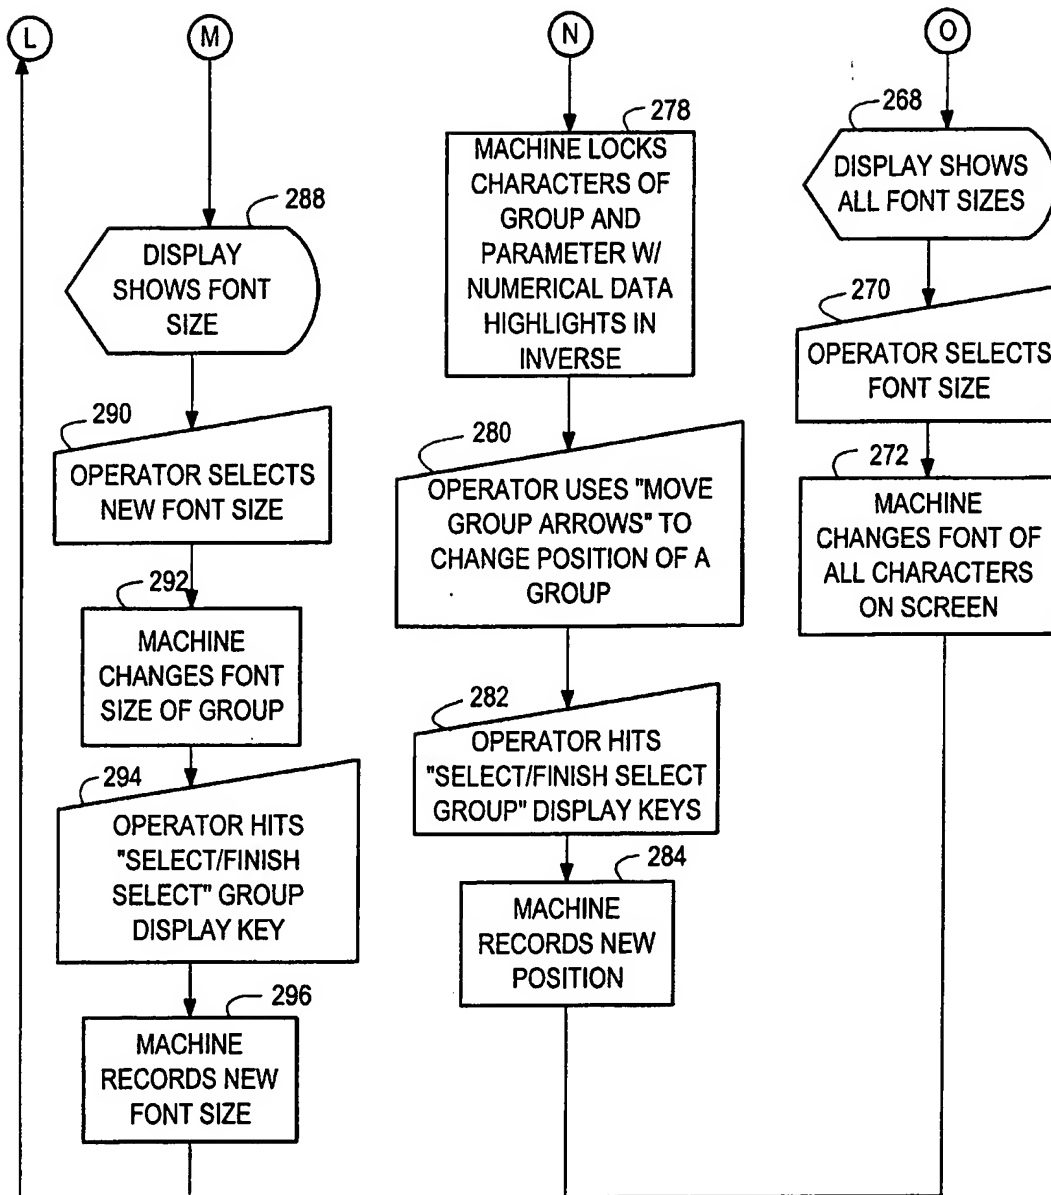 L
M
288
DISPLAY
SHOWS FONT
SIZE
290
OPERATOR SELECTS
NEW FONT SIZE
292
MACHINE
CHANGES FONT
SIZE OF GROUP
294
OPERATOR HITS
"SELECT/FINISH
SELECT" GROUP
DISPLAY KEY
296
MACHINE
RECORDS NEW
FONT SIZE
N
278
MACHINE LOCKS
CHARACTERS OF
GROUP AND
PARAMETER W/
NUMERICAL DATA
HIGHLIGHTS IN
INVERSE
280
OPERATOR USES "MOVE
GROUP ARROWS" TO
CHANGE POSITION OF A
GROUP
282
OPERATOR HITS
"SELECT/FINISH SELECT
GROUP" DISPLAY KEYS
284
MACHINE
RECORDS NEW
POSITION
O
268
DISPLAY SHOWS
ALL FONT SIZES
270
OPERATOR SELECTS
FONT SIZE
272
MACHINE
CHANGES FONT OF
ALL CHARACTERS
ON SCREEN